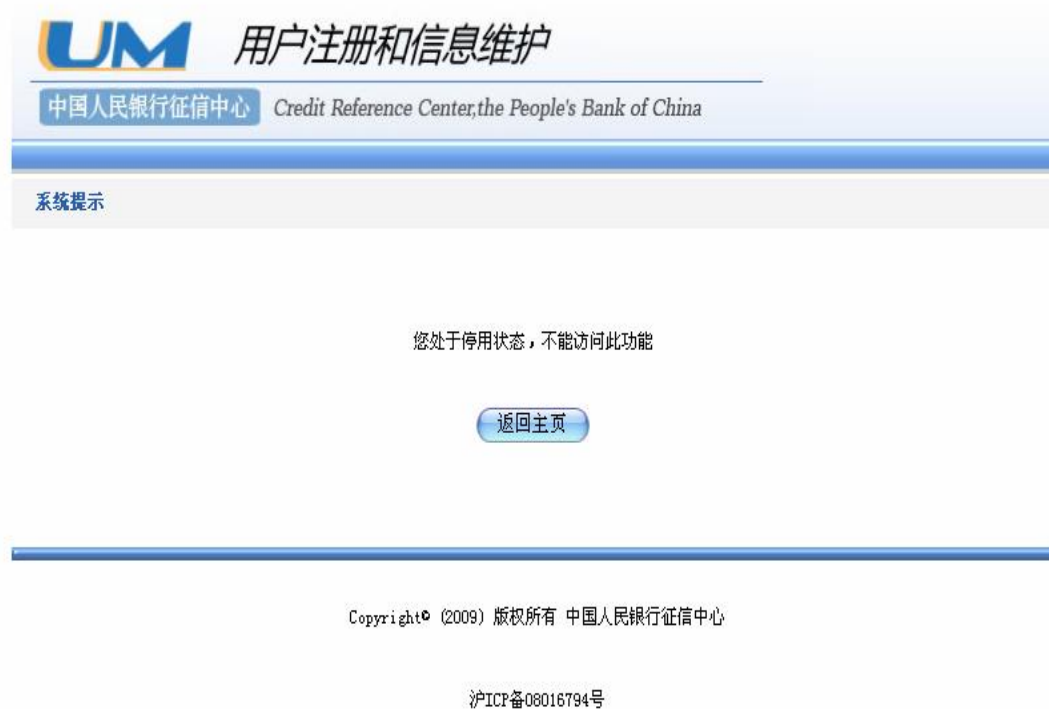 UM 用户注册和信息维护
中国人民银行征信中心 Credit Reference Center,the People's Bank of China
系统提示
您处于停用状态，不能访问此功能
返回主页
Copyright© (2009) 版权所有 中国人民银行征信中心
沪ICP备08016794号